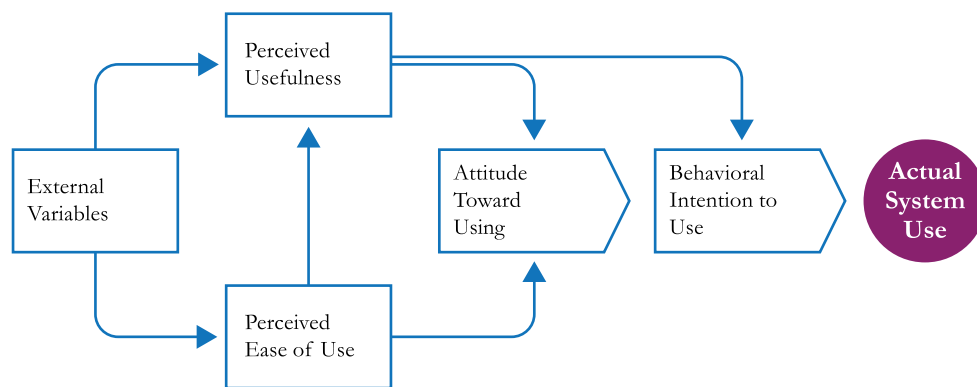 Perceived
Usefulness
External
Variables
Attitude
Toward
Using
Behavioral
Intention to
Use
Actual
System
Use
Perceived
Ease of Use